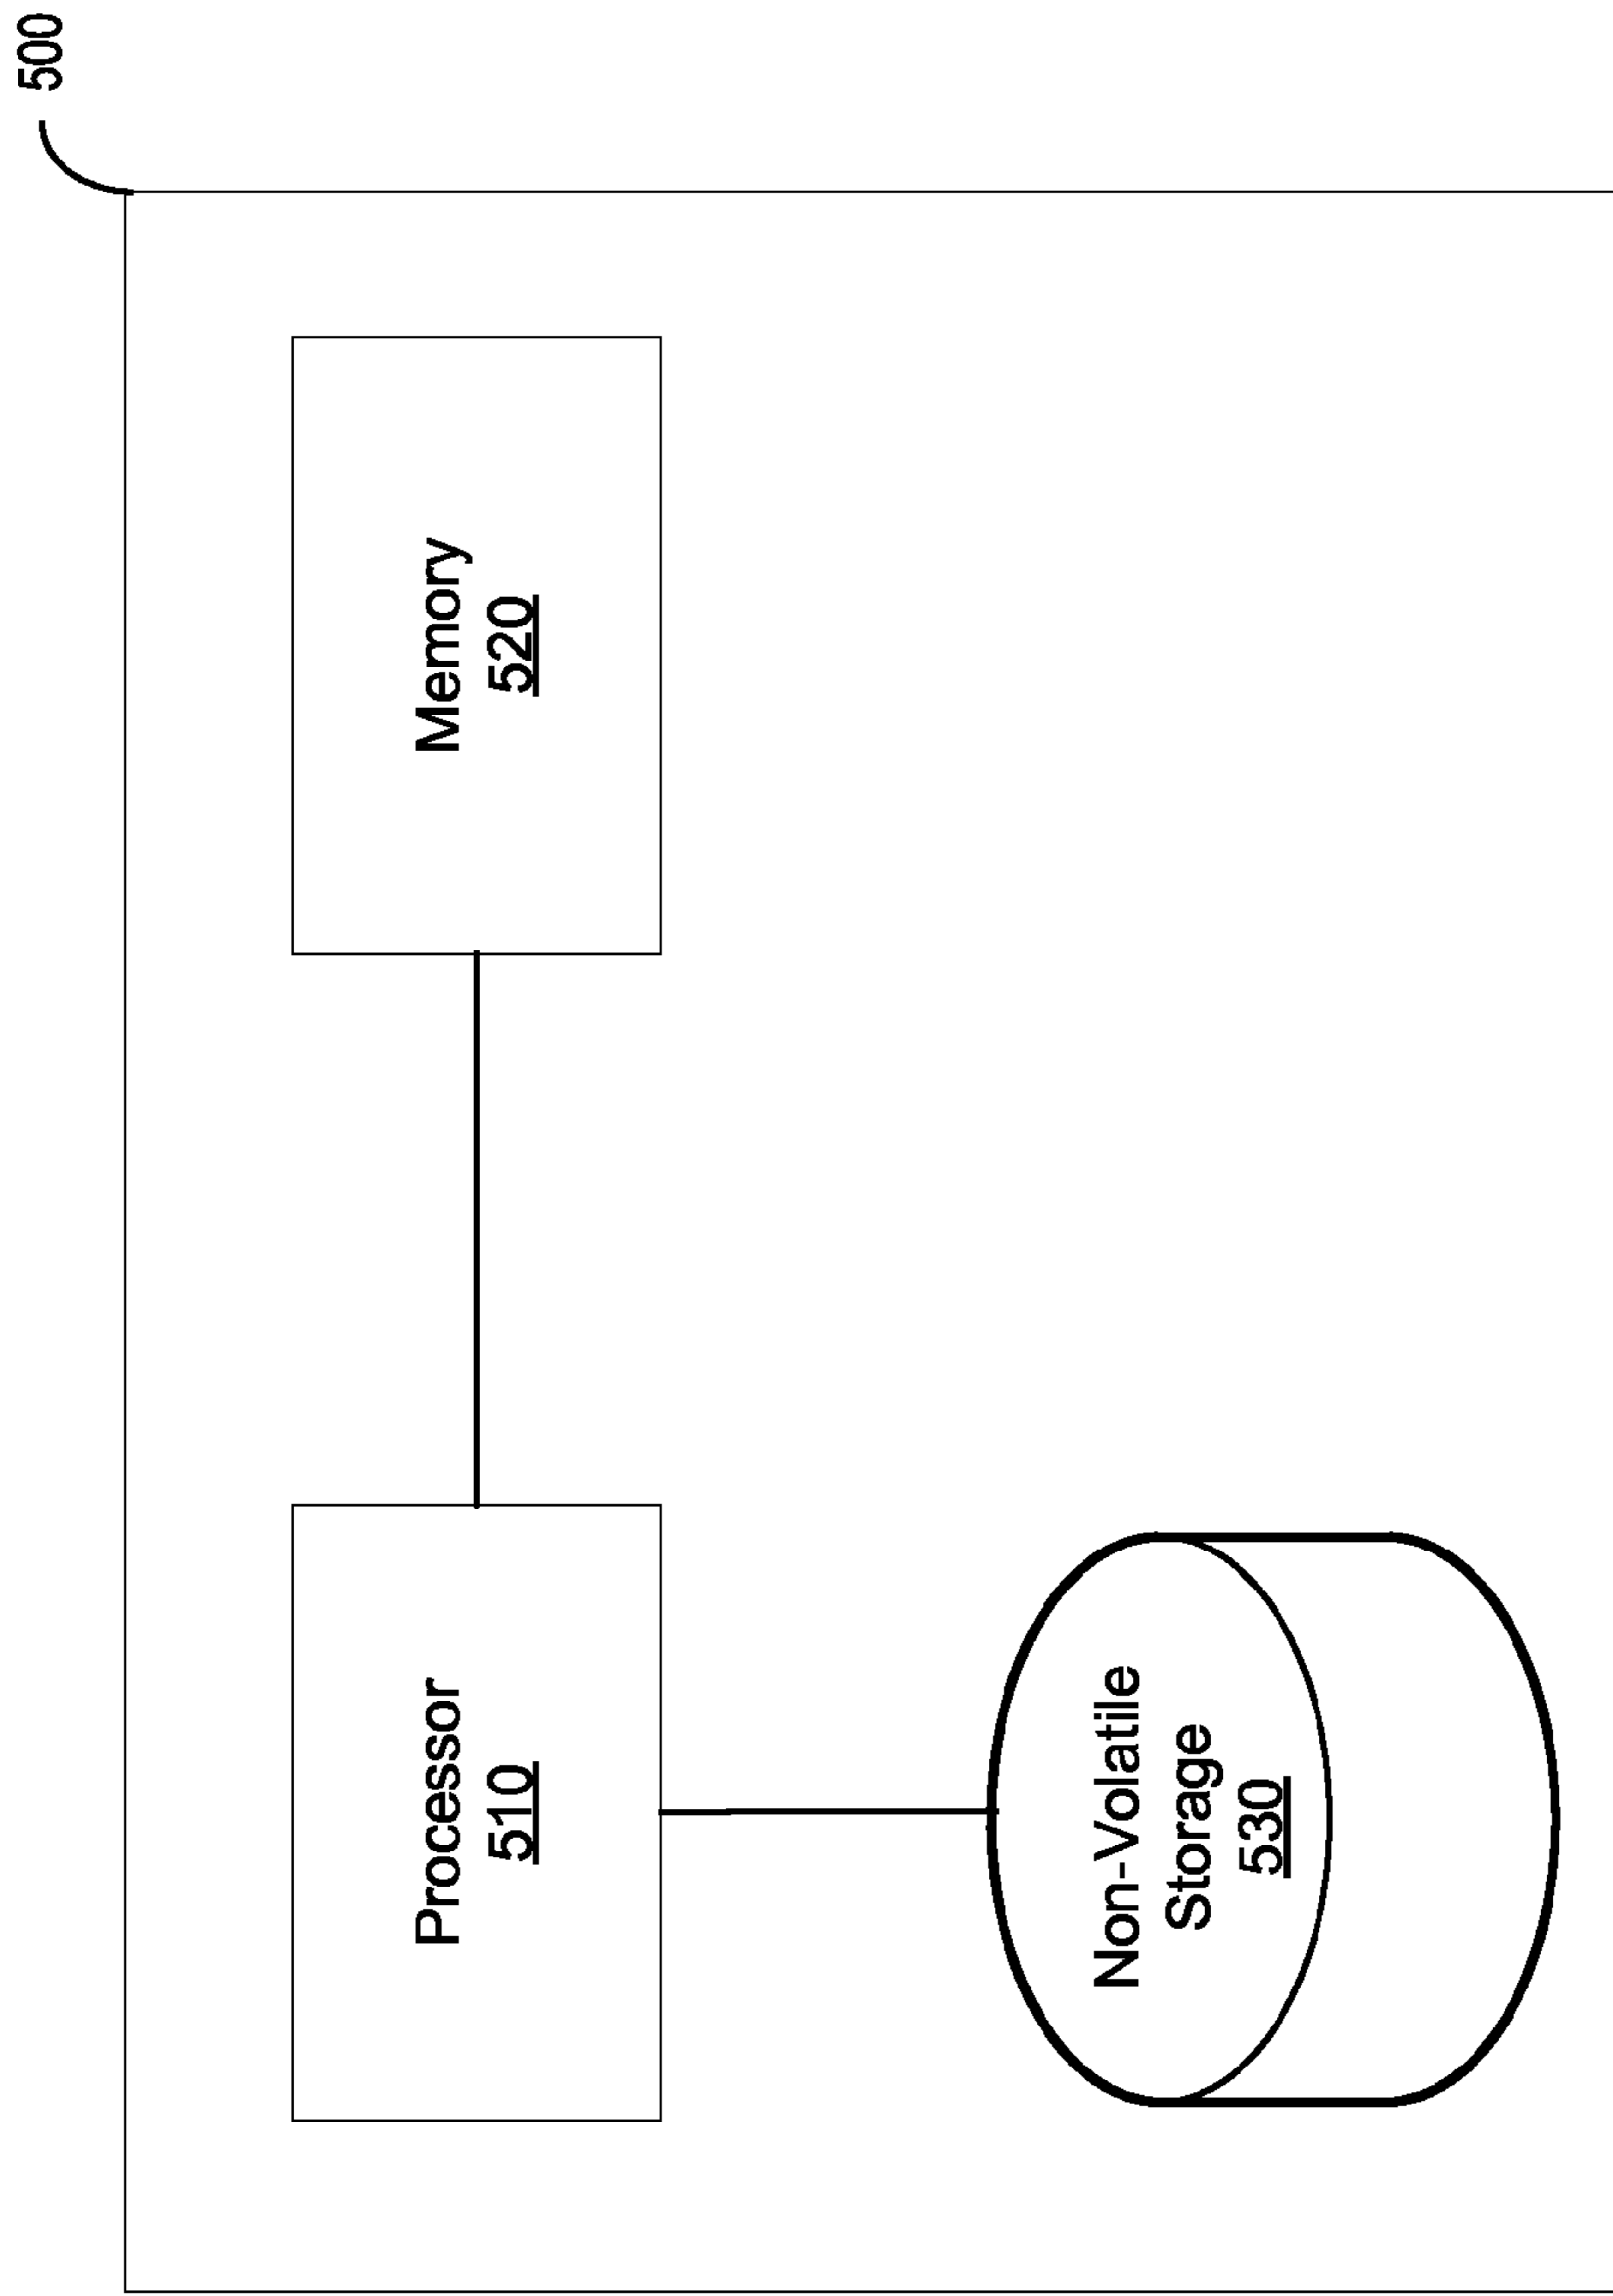 500
Processor
510
Memory
520
Non-Volatile
Storage
530